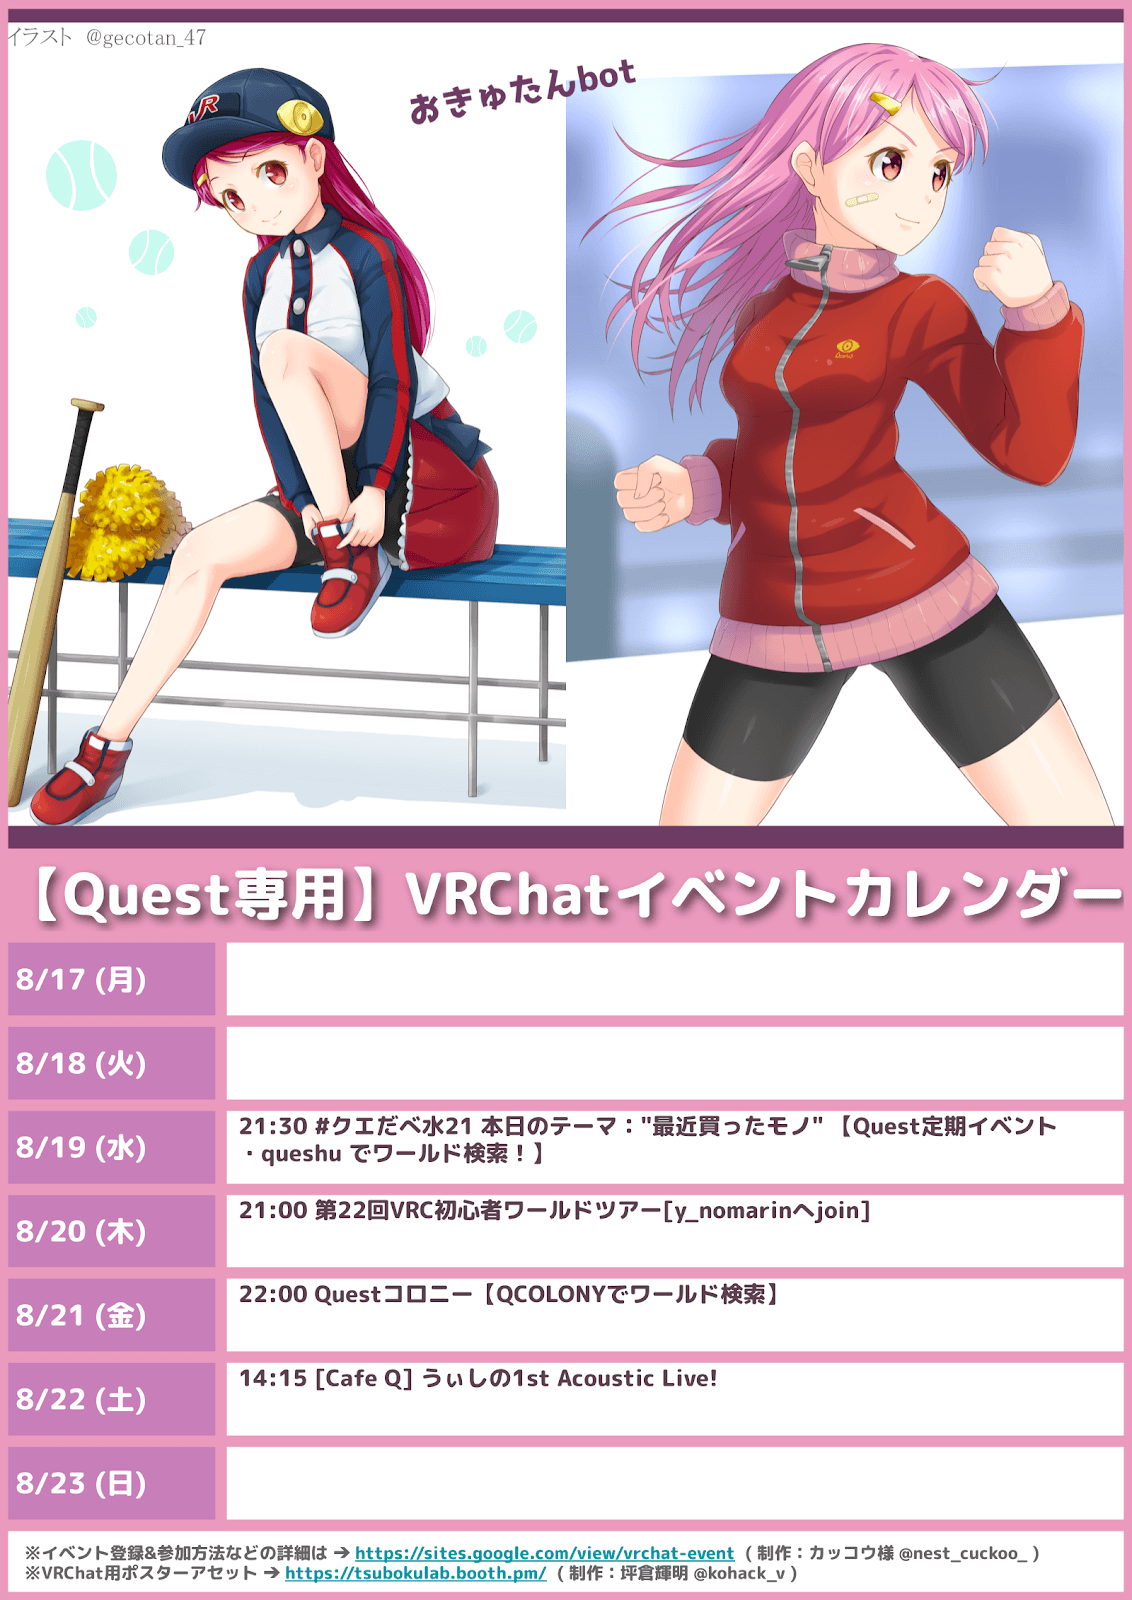 イラスト @gecotan_47
おきゅたんbot
VR
【Quest専用】VRChatイベントカレンダー
8/17 (月)
8/18 (火)
8/19 (水)
21:30 #クエだべ水21 本日のテーマ："最近買ったモノ" 【Quest定期イベント
・queshu でワールド検索！】
8/20 (木)
21:00 第22回VRC初心者ワールドツアー[y_nomarinへjoin]
8/21 (金)
22:00 Questコロニー【QCOLONYでワールド検索】
8/22 (土)
14:15 [Cafe Q] うぃしの1st Acoustic Live!
8/23 (日)
※イベント登録&参加方法などの詳細は ➔ https://sites.google.com/view/vrchat-event ( 制作：カッコウ様 @nest_cuckoo_ )
※VRChat用ポスターアセット ➔ https://tsubokulab.booth.pm/ ( 制作：坪倉輝明 @kohack_v )